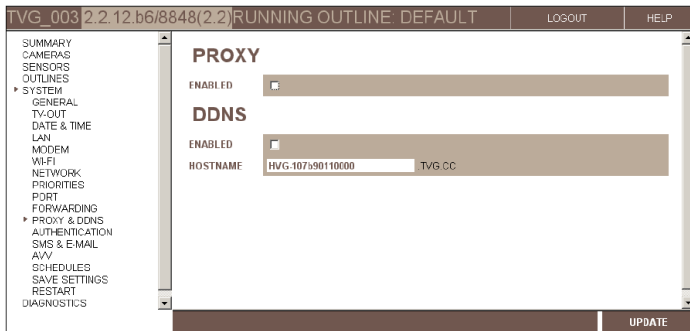 TVG_003 2.2.12.b6/8848(2.2)RUNNING OUTLINE: DEFAULT
LOGOUT
HELP
SUMMARY
CAMERAS
SENSORS
OUTLINES
SYSTEM
GENERAL
TV-OUT
DATE & TIME
LAN
MODEM
WI-FI
NETWORK
PRIORITIES
PORT
FORWARDING
PROXY & DDNS
AUTHENTICATION
SMS & E-MAIL
AVV
SCHEDULES
SAVE SETTINGS
RESTART
DIAGNOSTICS
PROXY
ENABLED
DDNS
ENABLED
HOSTNAME HVG-107b90110000 .TVG.CC
UPDATE